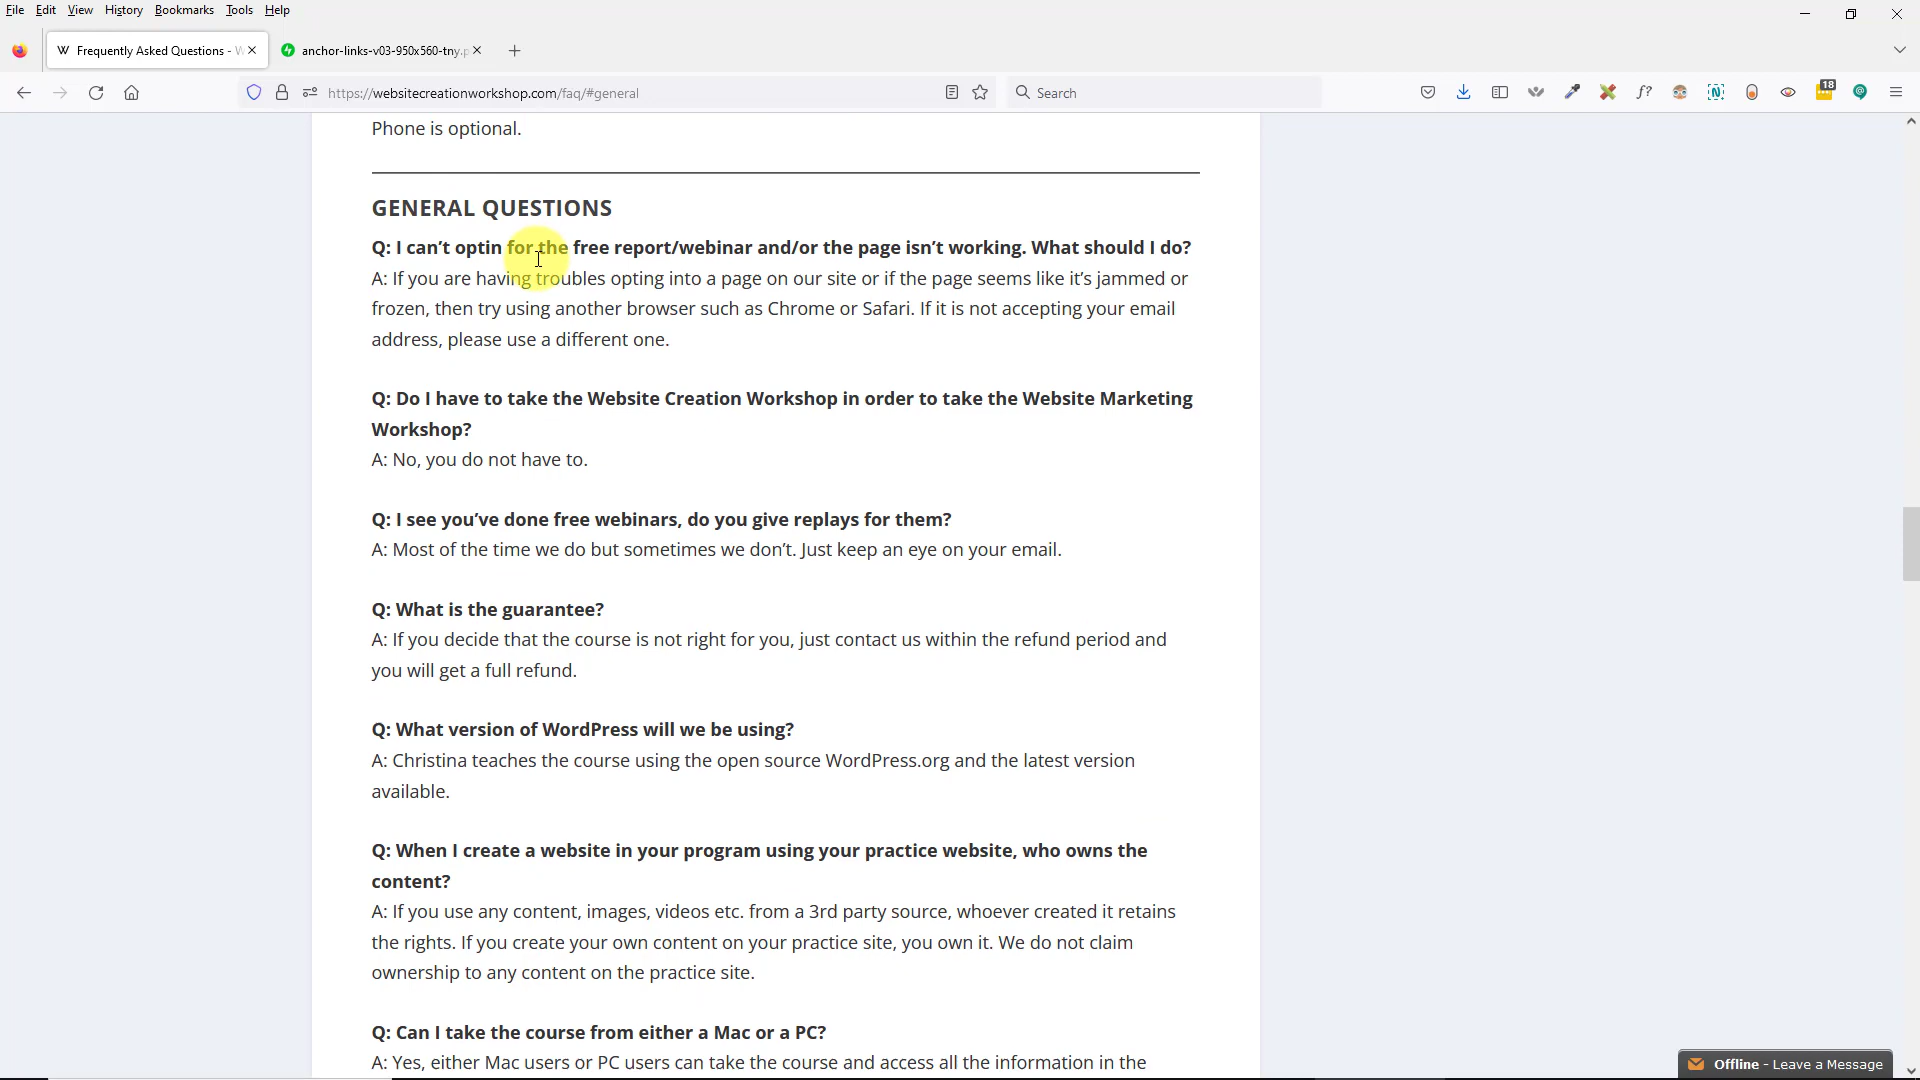 File Edit View History Bookmarks Tools Help
Frequently Asked Questions - W
anchor-links-v03-950x560-tny.p
https://websitecreationworkshop.com/faq/#general
Search
18
Phone is optional.
GENERAL QUESTIONS
Q: I can’t optin for the free report/webinar and/or the page isn’t working. What should I do?
A: If you are having troubles opting into a page on our site or if the page seems like it’s jammed or
frozen, then try using another browser such as Chrome or Safari. If it is not accepting your email
address, please use a different one.
Q: Do I have to take the Website Creation Workshop in order to take the Website Marketing
Workshop?
A: No, you do not have to.
Q: I see you’ve done free webinars, do you give replays for them?
A: Most of the time we do but sometimes we don’t. Just keep an eye on your email.
Q: What is the guarantee?
A: If you decide that the course is not right for you, just contact us within the refund period and
you will get a full refund.
Q: What version of WordPress will we be using?
A: Christina teaches the course using the open source WordPress.org and the latest version
available.
Q: When I create a website in your program using your practice website, who owns the
content?
A: If you use any content, images, videos etc. from a 3rd party source, whoever created it retains
the rights. If you create your own content on your practice site, you own it. We do not claim
ownership to any content on the practice site.
Q: Can I take the course from either a Mac or a PC?
A: Yes, either Mac users or PC users can take the course and access all the information in the
Offline - Leave a Message